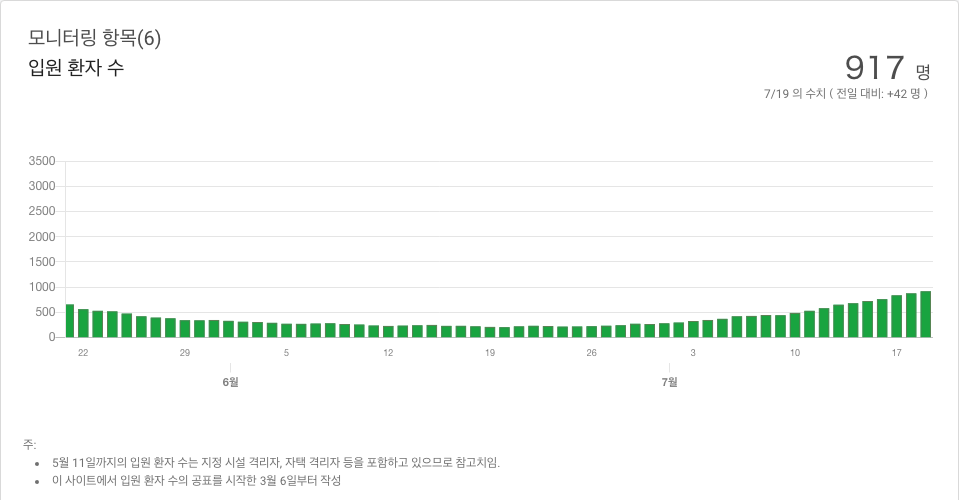 모니터링 항목(6)
입원 환자 수
917 명
7/19 의 수치 ( 전일 대비: +42 명 )
3500
3000
2500
2000
1500
1000
500
0
22 29 5 12 19 26 3 10 17
6월 7월
주:
• 5월 11일까지의 입원 환자 수는 지정 시설 격리자, 자택 격리자 등을 포함하고 있으므로 참고치임.
• 이 사이트에서 입원 환자 수의 공표를 시작한 3월 6일부터 작성